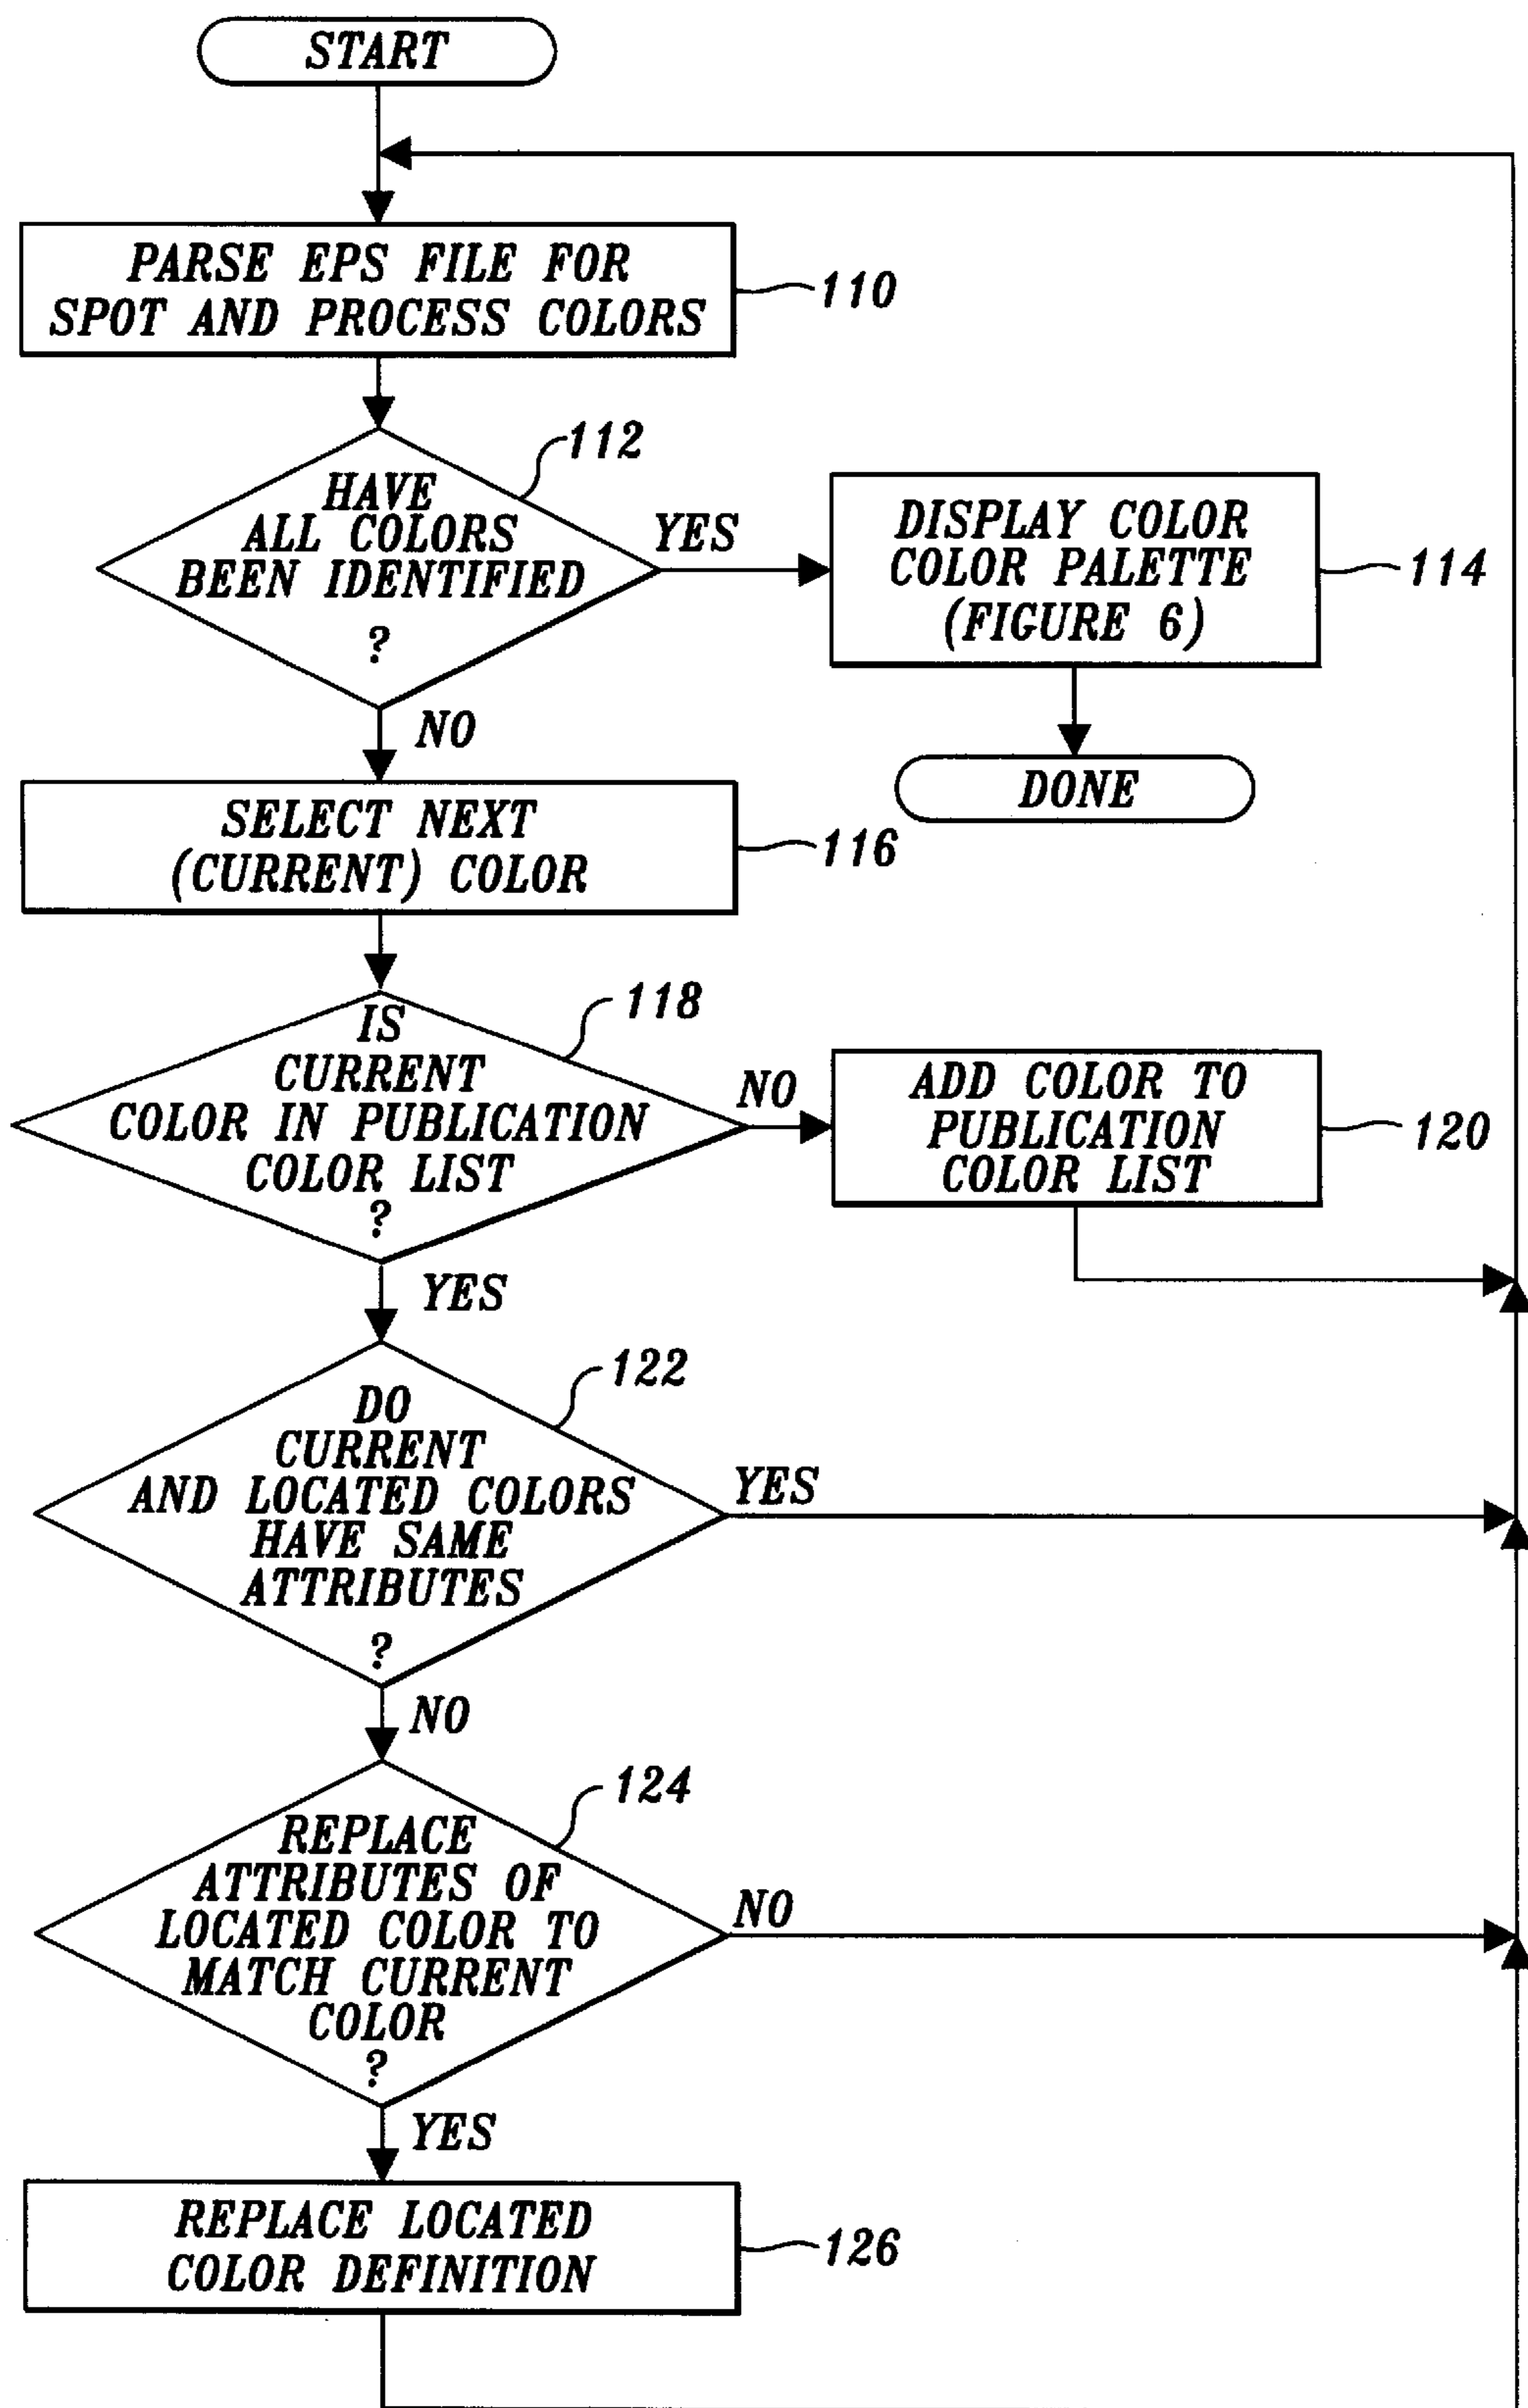 START
PARSE EPS FILE FOR
SPOT AND PROCESS COLORS
110
HAVE
ALL COLORS
BEEN IDENTIFIED
?
112
YES
DISPLAY COLOR
COLOR PALETTE
(FIGURE 6)
114
DONE
NO
SELECT NEXT
(CURRENT) COLOR
116
IS
CURRENT
COLOR IN PUBLICATION
COLOR LIST
?
118
NO
ADD COLOR TO
PUBLICATION
COLOR LIST
120
YES
DO
CURRENT
AND LOCATED COLORS
HAVE SAME
ATTRIBUTES
?
122
YES
NO
REPLACE
ATTRIBUTES OF
LOCATED COLOR TO
MATCH CURRENT
COLOR
?
124
NO
YES
REPLACE LOCATED
COLOR DEFINITION
126